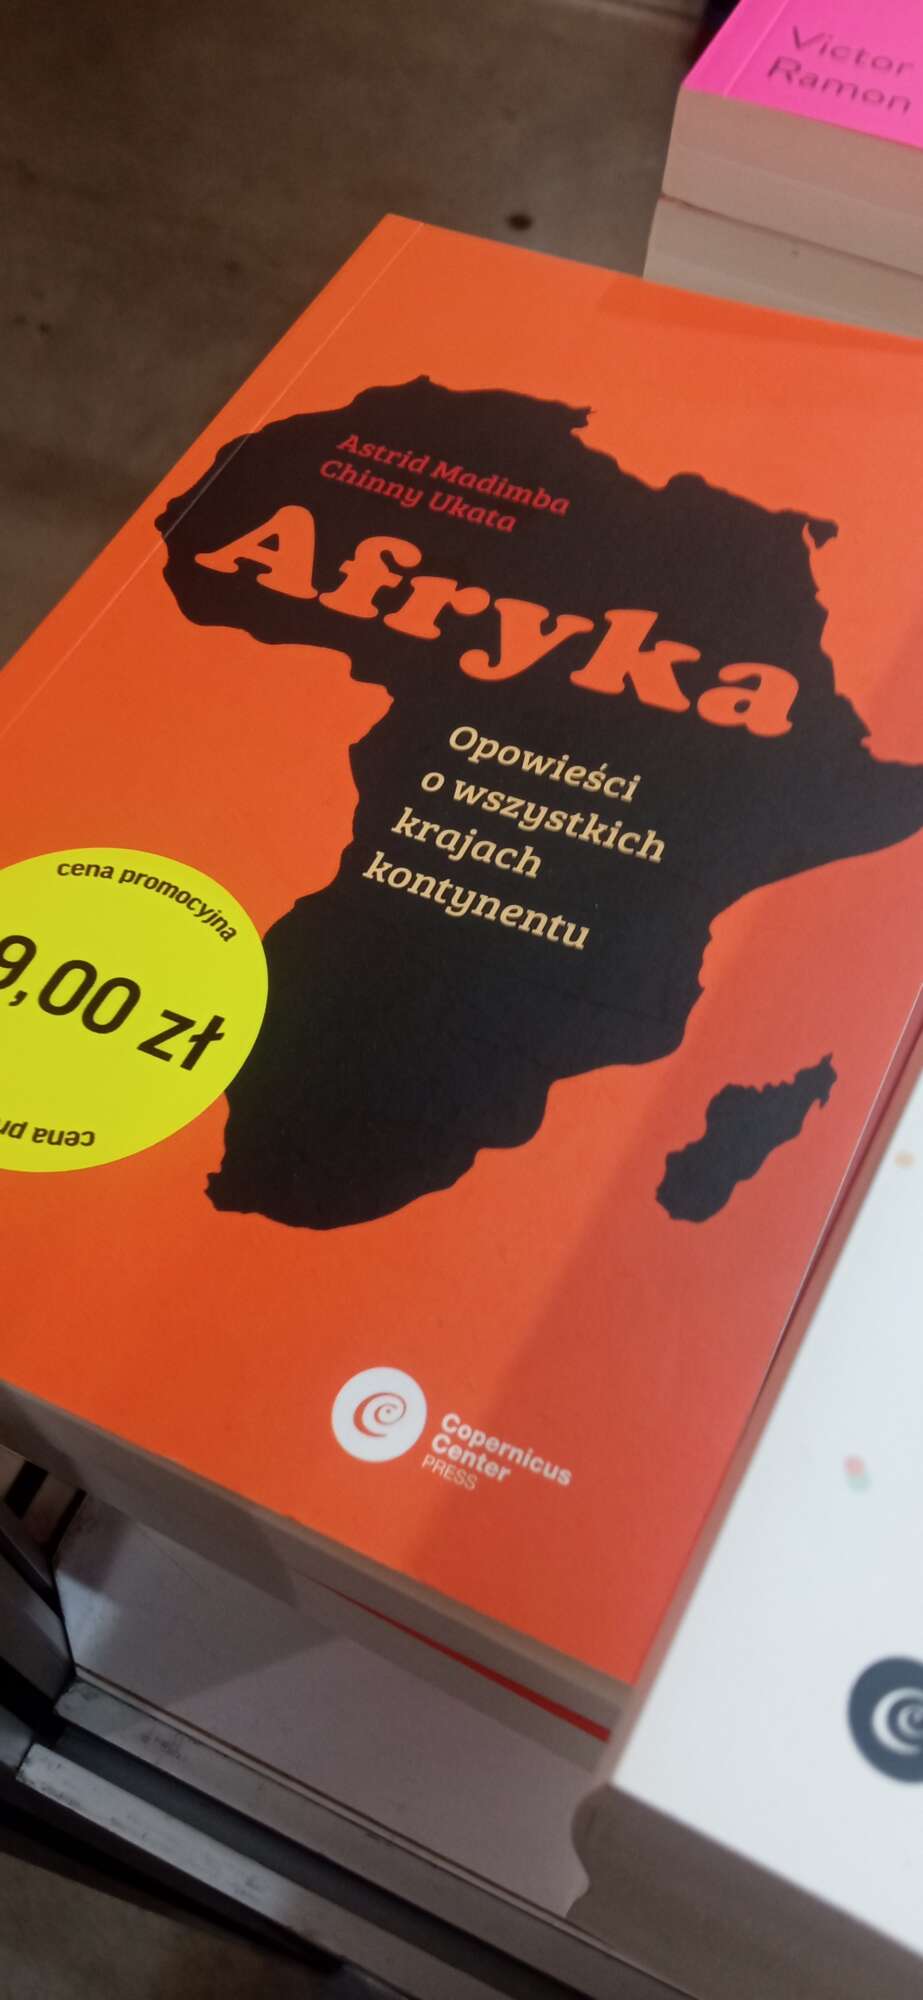 Victor
Ramon
Astrid Madimba
Chinny Ukata
Afryka
Opowieści
o wszystkich
krajach
kontynentu
cena promocyjna
9,00 zł
cena
Copernicus
Center
PRESS